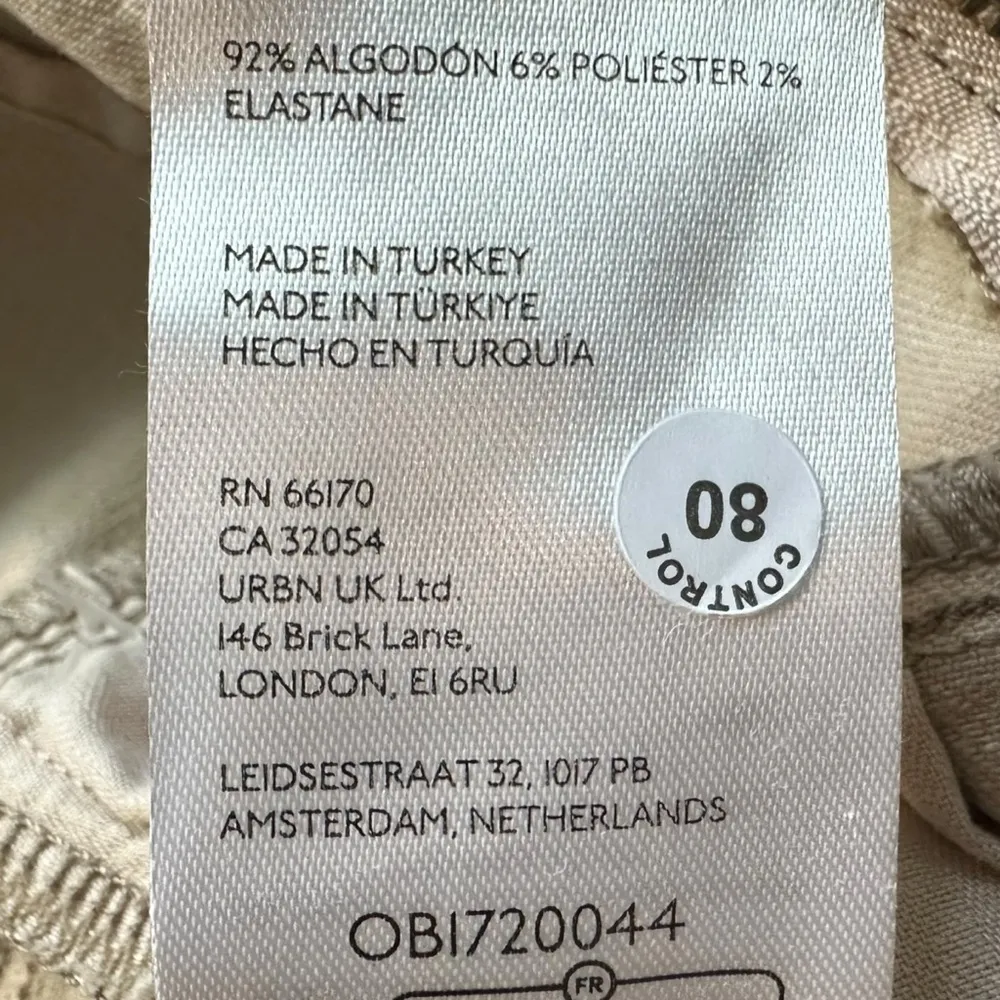 92% ALGODÓN 6% POLIÉSTER 2%
ELASTANE
MADE IN TURKEY
MADE IN TÜRKIYE
HECHO EN TURQUÍA
RN 66170
CA 32054
URBN UK Ltd.
146 Brick Lane,
LONDON, E1 6RU
CONTROL
80
LEIDSESTRAAT 32, 1017 PB
AMSTERDAM, NETHERLANDS
OB1720044
FR